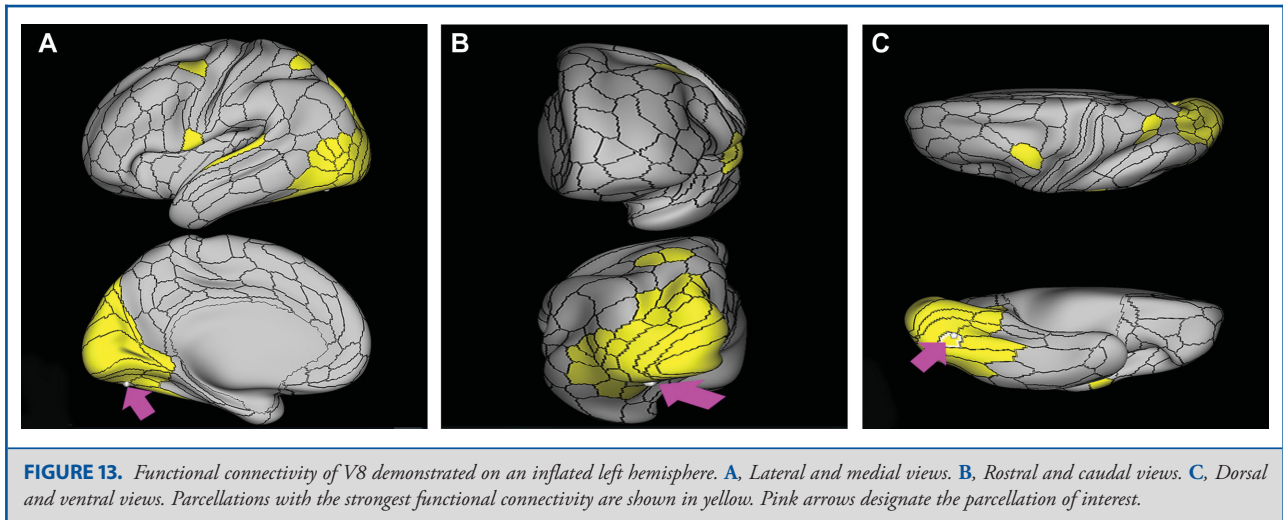 A
B
C
FIGURE 13. Functional connectivity of V8 demonstrated on an inflated left hemisphere. A, Lateral and medial views. B, Rostral and caudal views. C, Dorsal
and ventral views. Parcellations with the strongest functional connectivity are shown in yellow. Pink arrows designate the parcellation of interest.